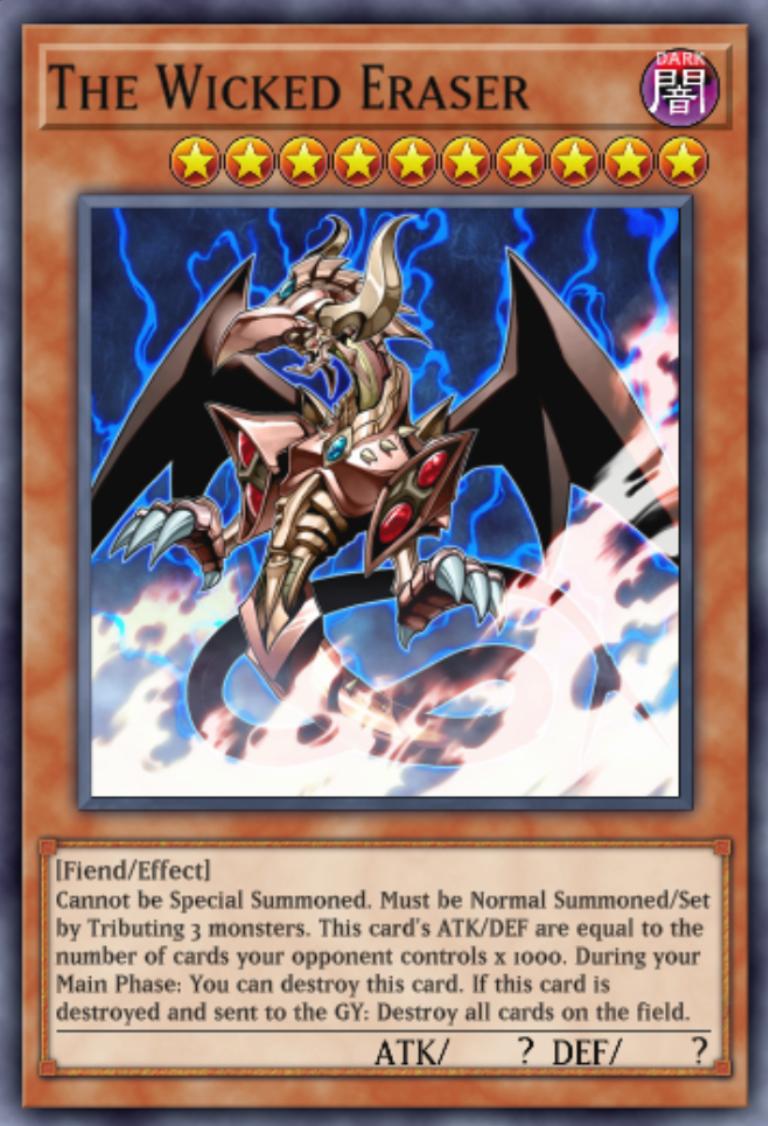 The Wicked Eraser
DARK
闇
[Fiend/Effect]
Cannot be Special Summoned. Must be Normal Summoned/Set
by Tributing 3 monsters. This card's ATK/DEF are equal to the
number of cards your opponent controls x 1000. During your
Main Phase: You can destroy this card. If this card is
destroyed and sent to the GY: Destroy all cards on the field.
ATK/ ? DEF/ ?